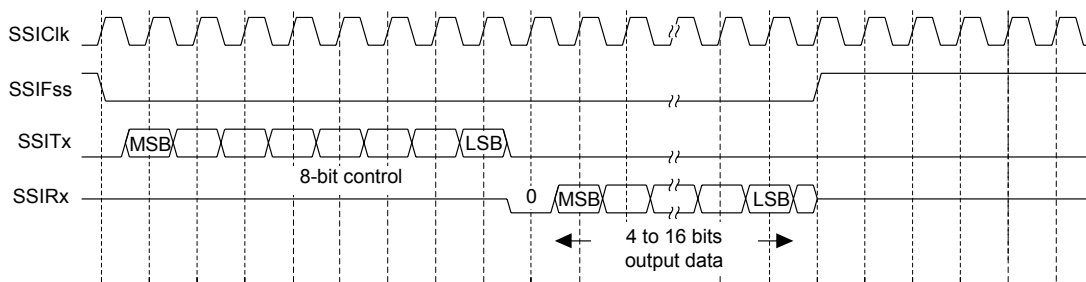 SSIClk
SSIFss
SSITx
MSB
LSB
8-bit control
SSIRx
0
MSB
LSB
4 to 16 bits
output data